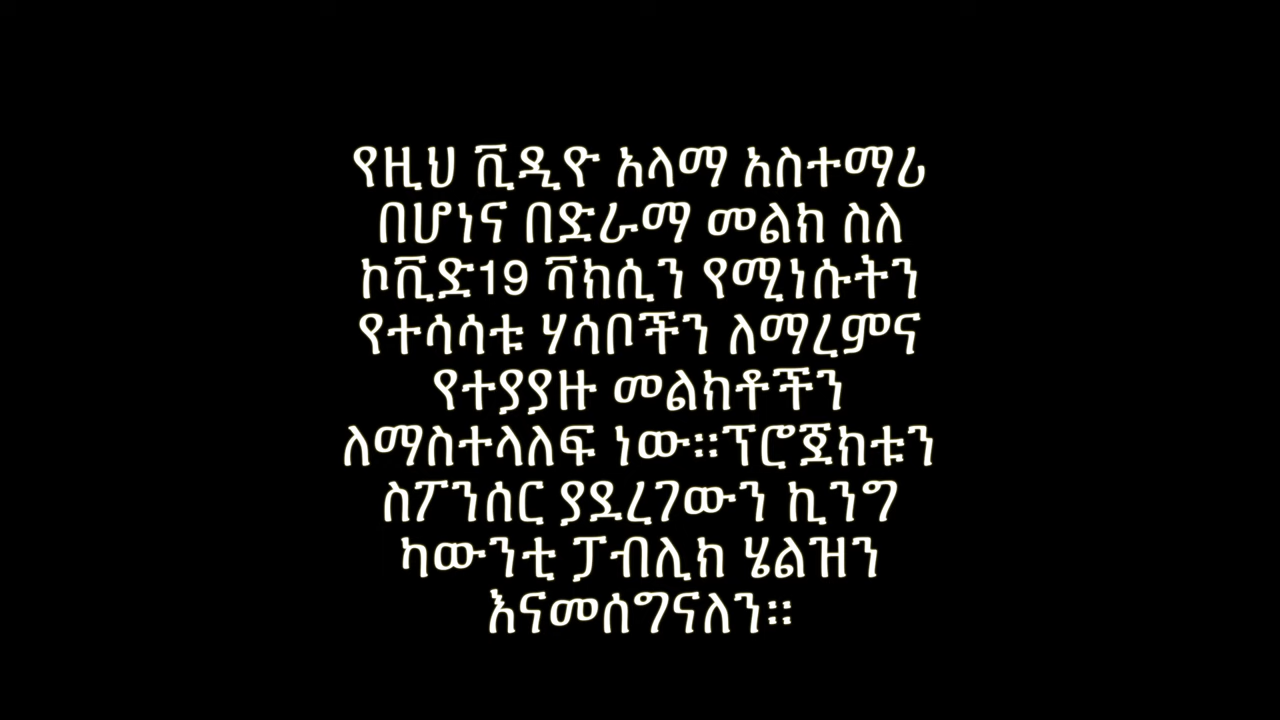 የዚህ ቪዲዮ አላማ አስተማሪ
በሆነና በድራማ መልክ ስለ
ኮቪድ19 ቫክሲን የሚነሱትን
የተሳሳቱ ሃሳቦችን ለማረምና
የተያያዙ መልክቶችን
ለማስተላለፍ ነው።ፕሮጀክቱን
ስፖንሰር ያደረገውን ኪንግ
ካውንቲ ፓብሊክ ሄልዝን
እናመሰግናለን።